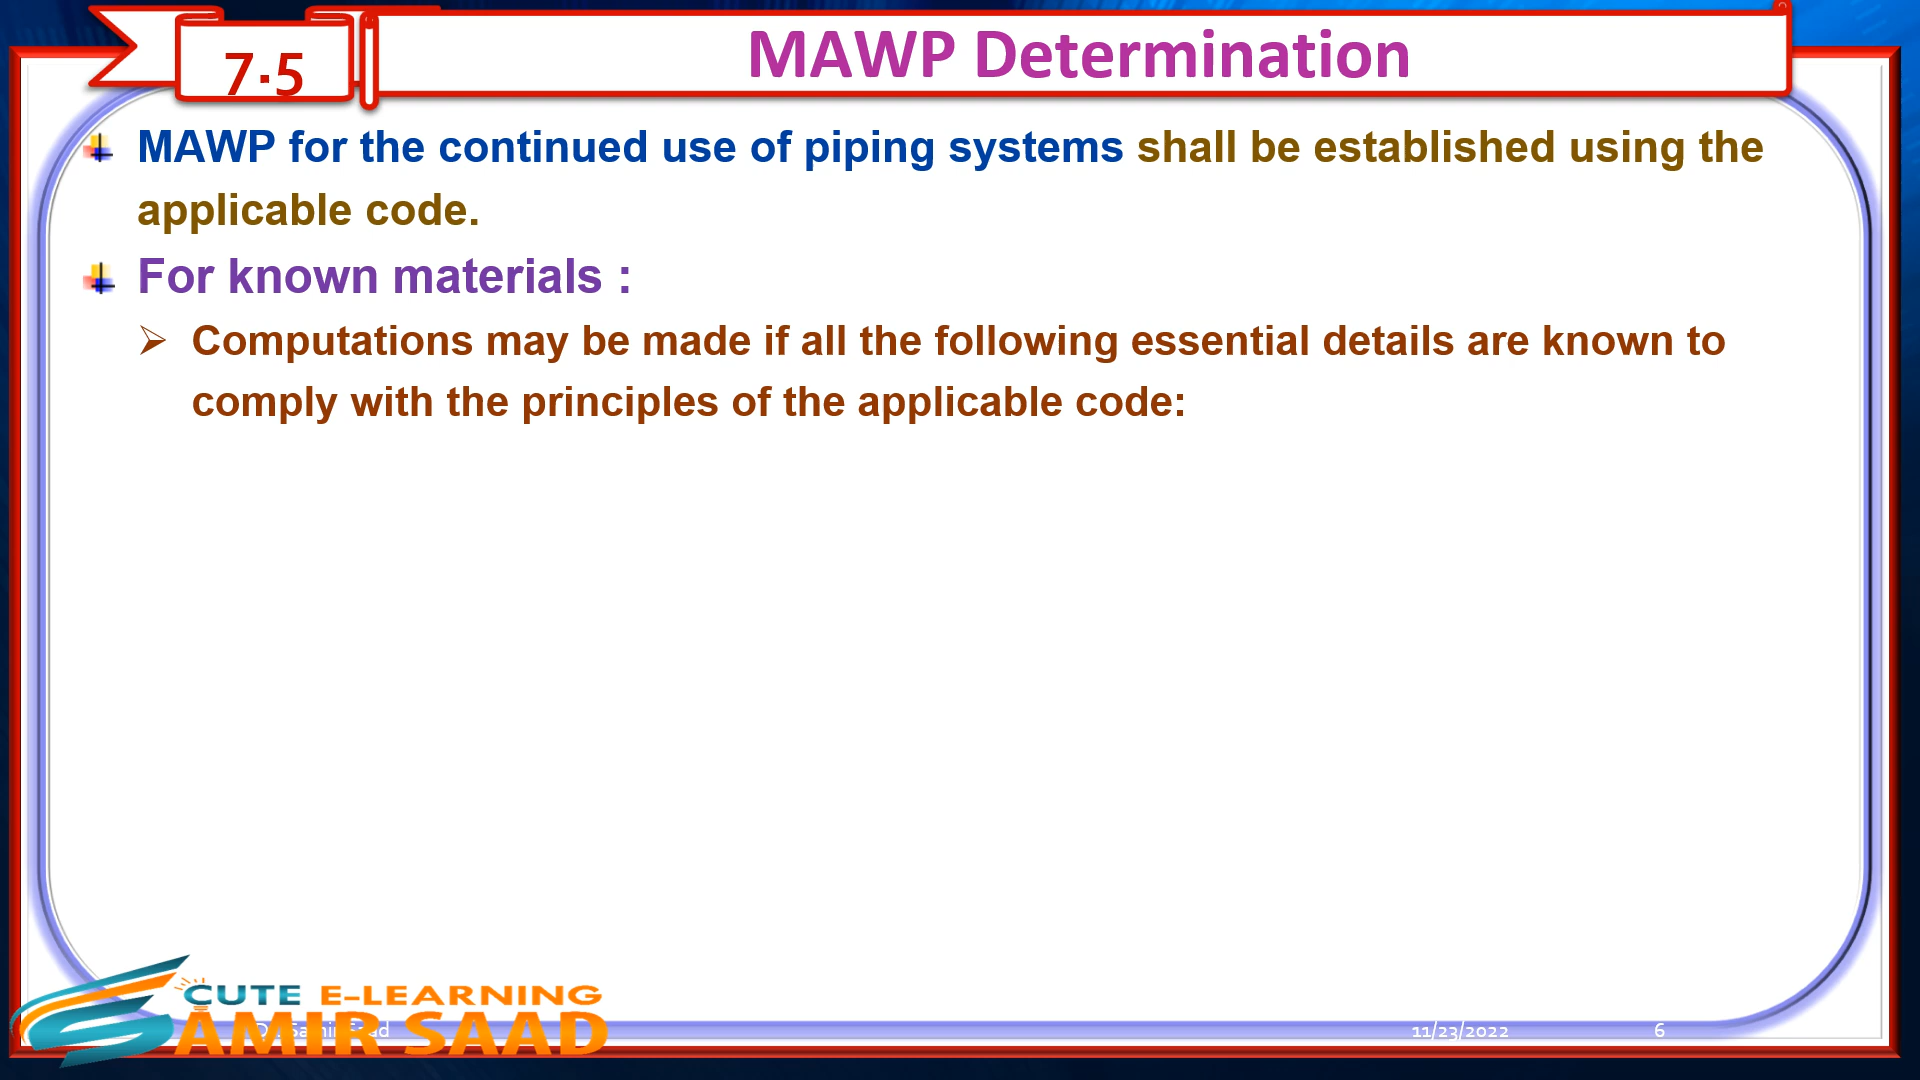 7.5
MAWP Determination
MAWP for the continued use of piping systems shall be established using the
applicable code.
For known materials :
Computations may be made if all the following essential details are known to
comply with the principles of the applicable code:
CUTE E-LEARNING
AMIR SAAD
11/23/2022
6